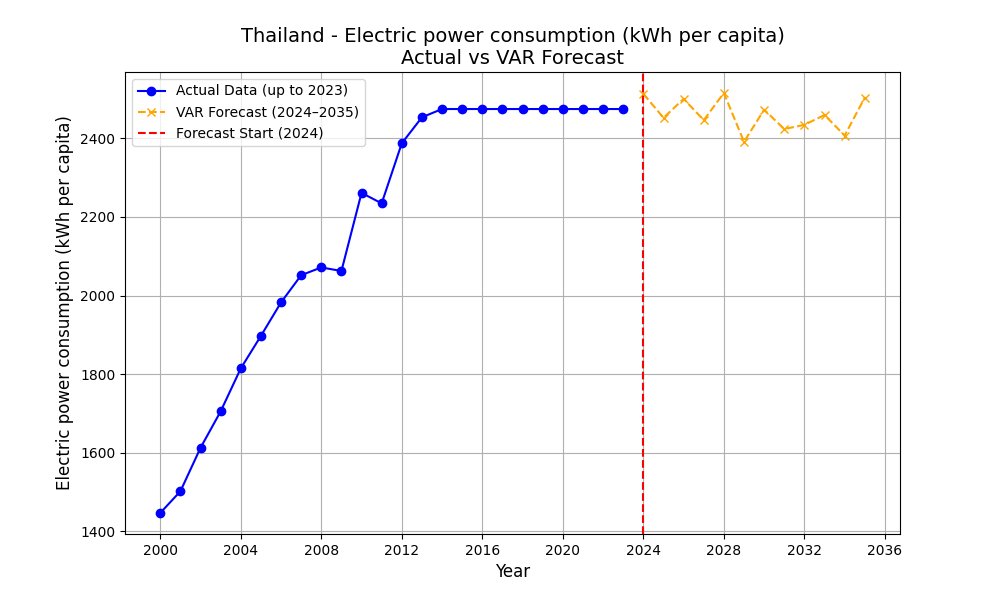 Thailand - Electric power consumption (kWh per capita)
Actual vs VAR Forecast
Actual Data (up to 2023)
VAR Forecast (2024–2035)
Forecast Start (2024)
Electric power consumption (kWh per capita)
2400
2200
2000
1800
1600
1400
2000 2004 2008 2012 2016 2020 2024 2028 2032 2036
Year